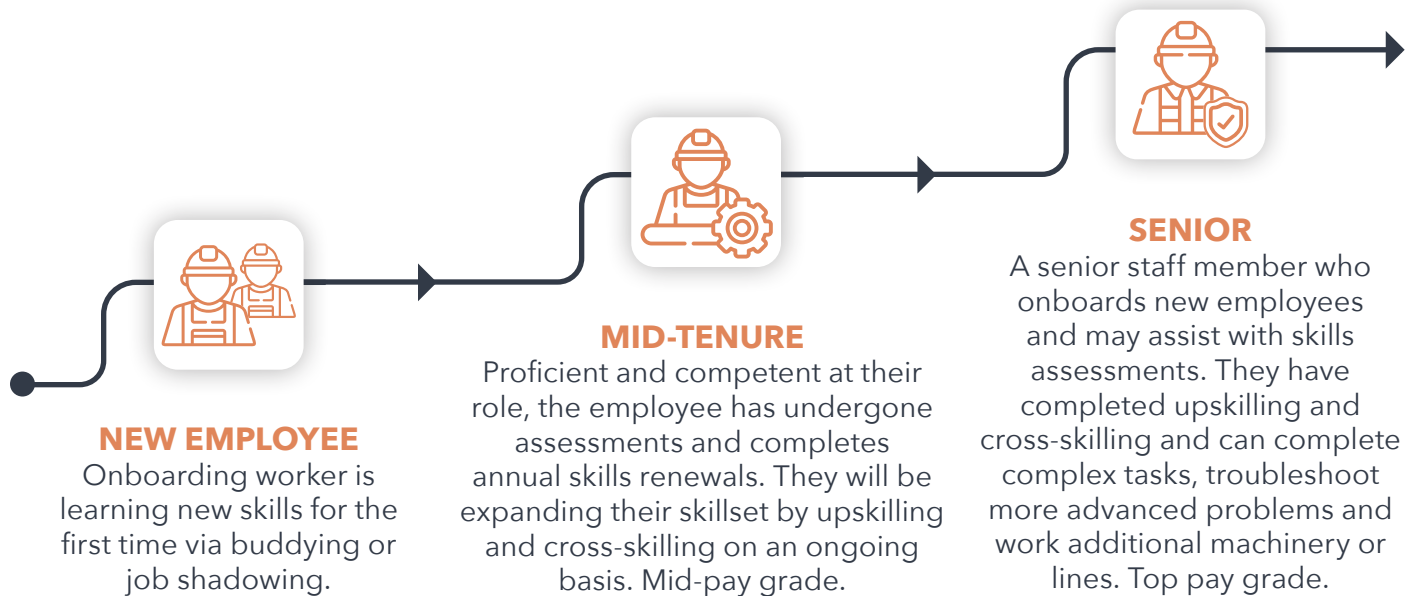 NEW EMPLOYEE
Onboarding worker is
learning new skills for the
first time via buddying or
job shadowing.
MID-TENURE
Proficient and competent at their
role, the employee has undergone
assessments and completes
annual skills renewals. They will be
expanding their skillset by upskilling
and cross-skilling on an ongoing
basis. Mid-pay grade.
SENIOR
A senior staff member who
onboards new employees
and may assist with skills
assessments. They have
completed upskilling and
cross-skilling and can complete
complex tasks, troubleshoot
more advanced problems and
work additional machinery or
lines. Top pay grade.